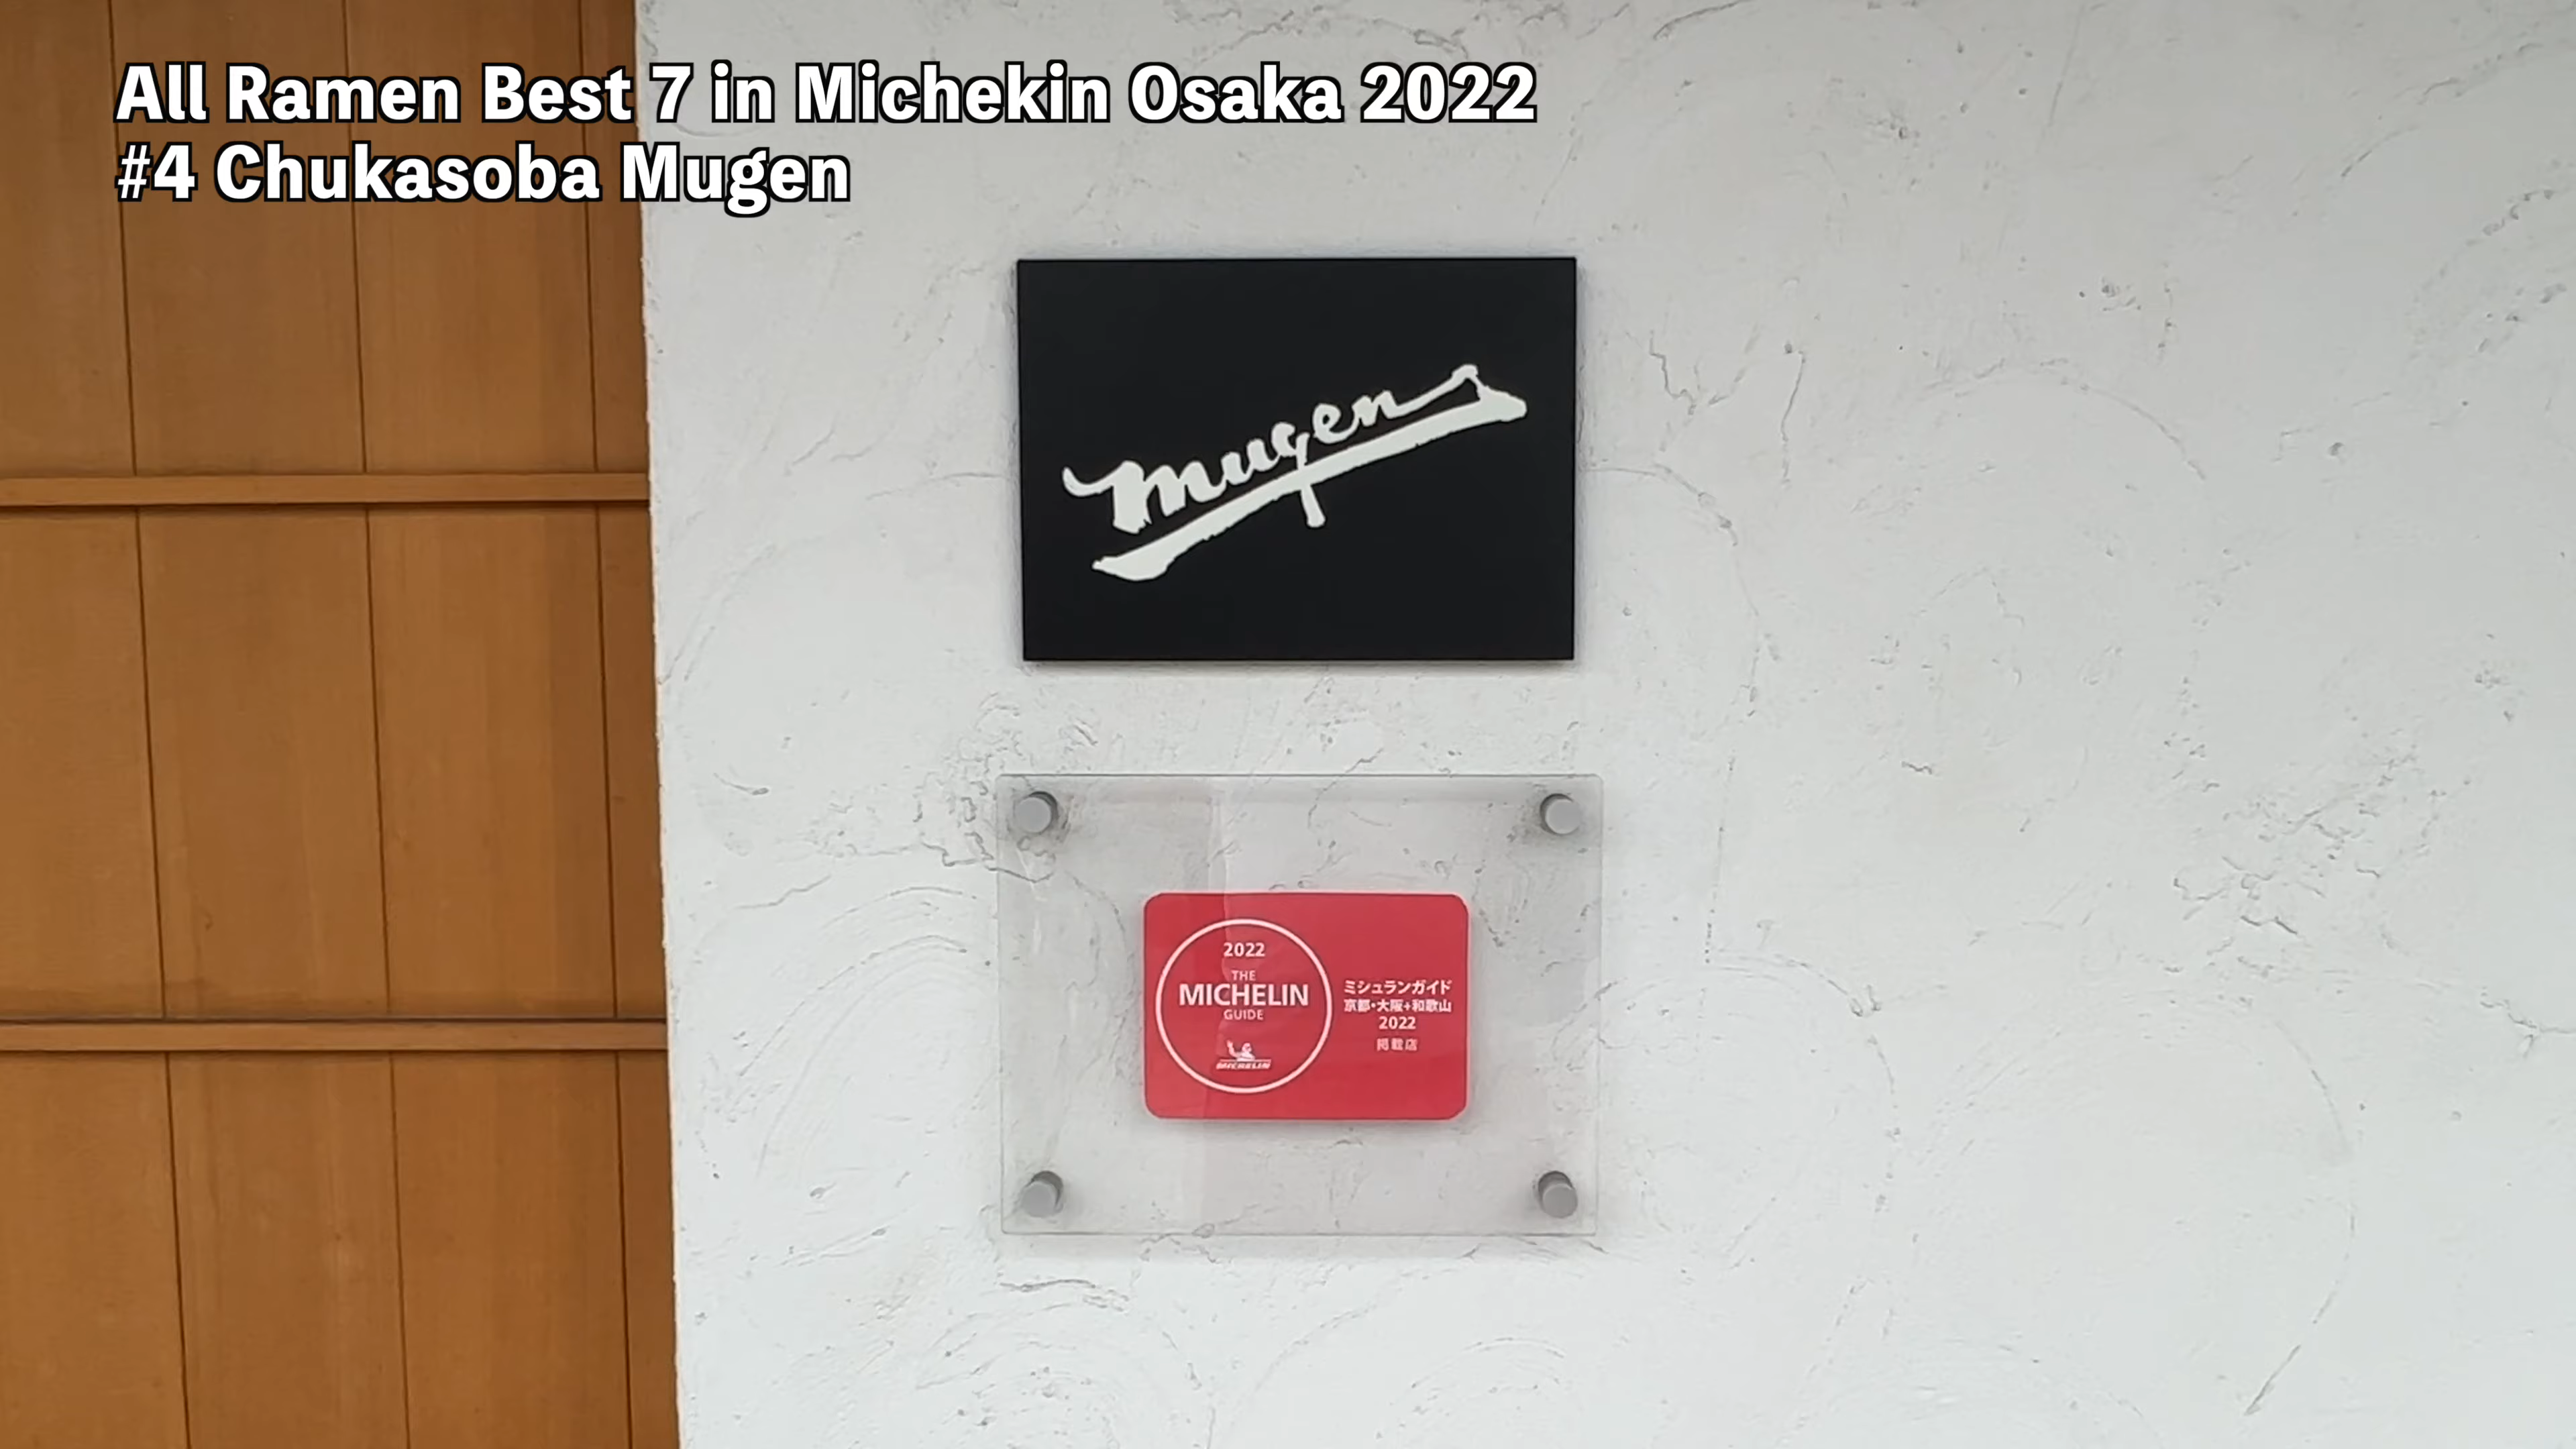 All Ramen Best 7 in Michekin Osaka 2022
#4 Chukasoba Mugen
mugen
2022
THE
MICHELIN
GUIDE
MICHELIN
ミシュランガイド
京都・大阪+和歌山
2022
掲載店